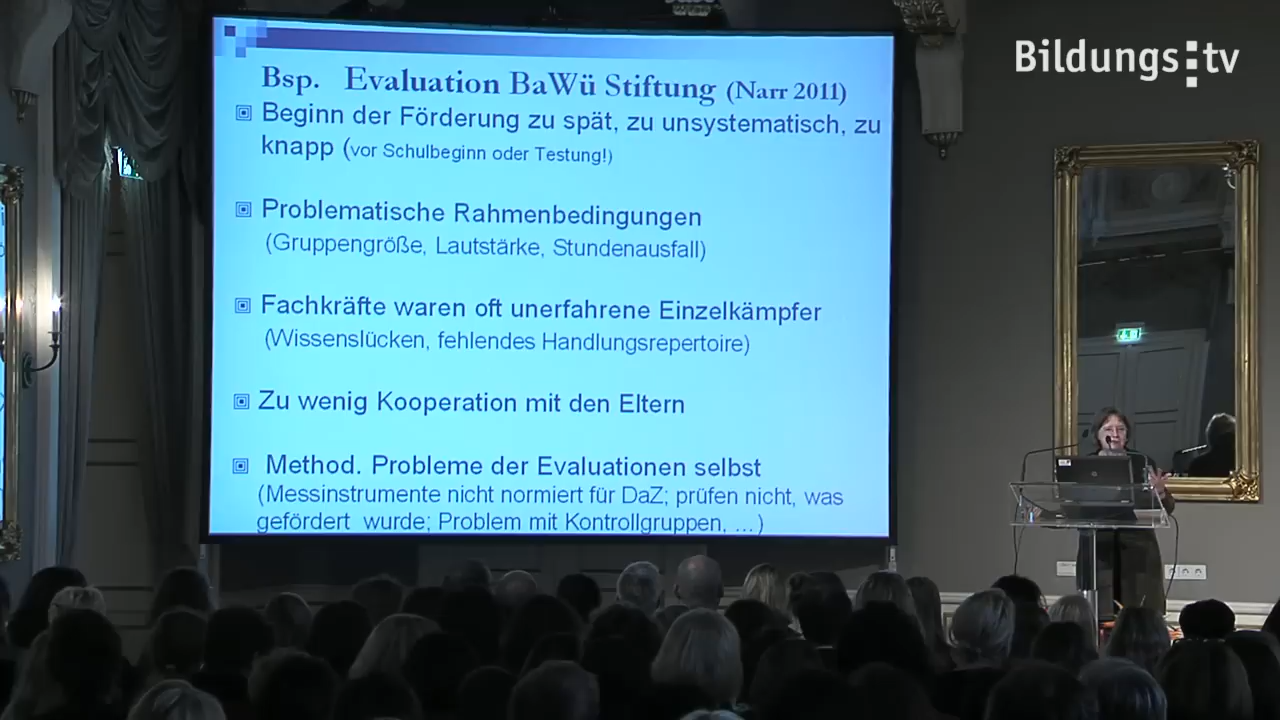 Bildungs:tv
Bsp. Evaluation BaWü Stiftung (Narr 2011)
Beginn der Förderung zu spät, zu unsystematisch, zu
knapp (vor Schulbeginn oder Testung!)
Problematische Rahmenbedingungen
(Gruppengröße, Lautstärke, Stundenausfall)
Fachkräfte waren oft unerfahrene Einzelkämpfer
(Wissenslücken, fehlendes Handlungsrepertoire)
Zu wenig Kooperation mit den Eltern
Method. Probleme der Evaluationen selbst
(Messinstrumente nicht normiert für DaZ; prüfen nicht, was
gefördert wurde; Problem mit Kontrollgruppen, ...)